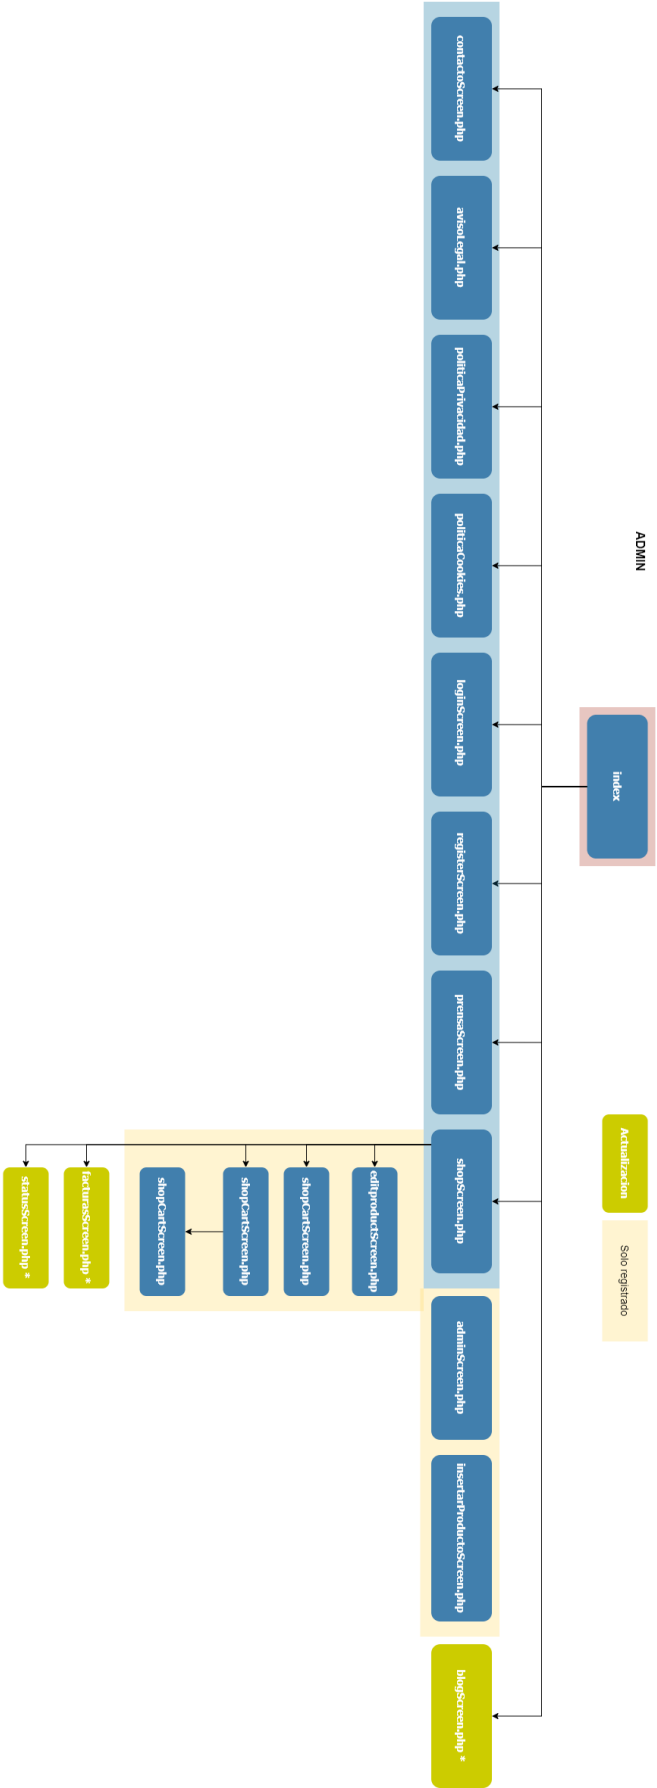 ADMIN
index
Actualizacion
Solo registrado
contactoScreen.php
avisoLegal.php
politicaPrivacidad.php
politicaCookies.php
loginScreen.php
registerScreen.php
prensaScreen.php
shopScreen.php
adminScreen.php
insertarProductoScreen.php
blogScreen.php *
editproductScreen.php
shopCartScreen.php
shopCartScreen.php
shopCartScreen.php
facturasScreen.php *
statusScreen.php *